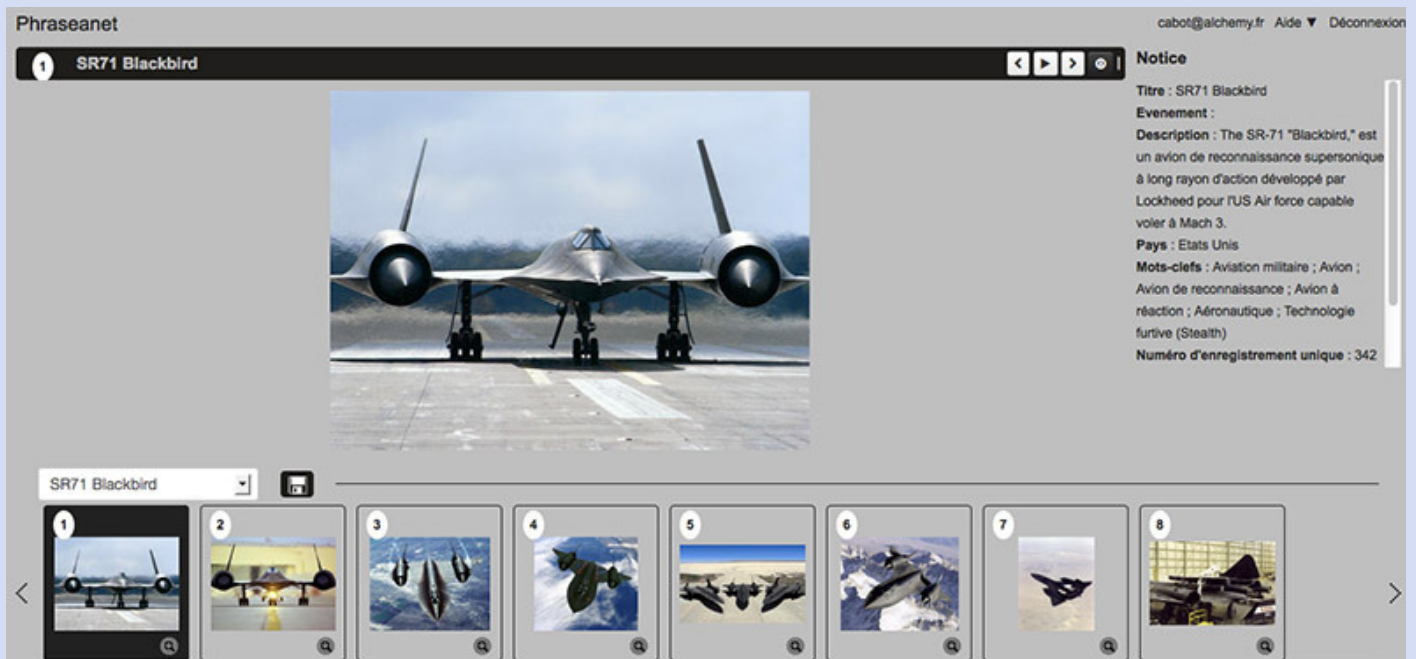 Phraseanet
cabot@alchemy.fr Aide ▼ Déconnexion
1 SR71 Blackbird
Notice
Titre : SR71 Blackbird
Evenement :
Description : The SR-71 "Blackbird," est
un avion de reconnaissance supersonique
à long rayon d'action développé par
Lockheed pour l'US Air force capable
voler à Mach 3.
Pays : Etats Unis
Mots-clefs : Aviation militaire ; Avion ;
Avion de reconnaissance ; Avion à
réaction ; Aéronautique ; Technologie
furtive (Stealth)
Numéro d'enregistrement unique : 342
SR71 Blackbird
1 2 3 4 5 6 7 8